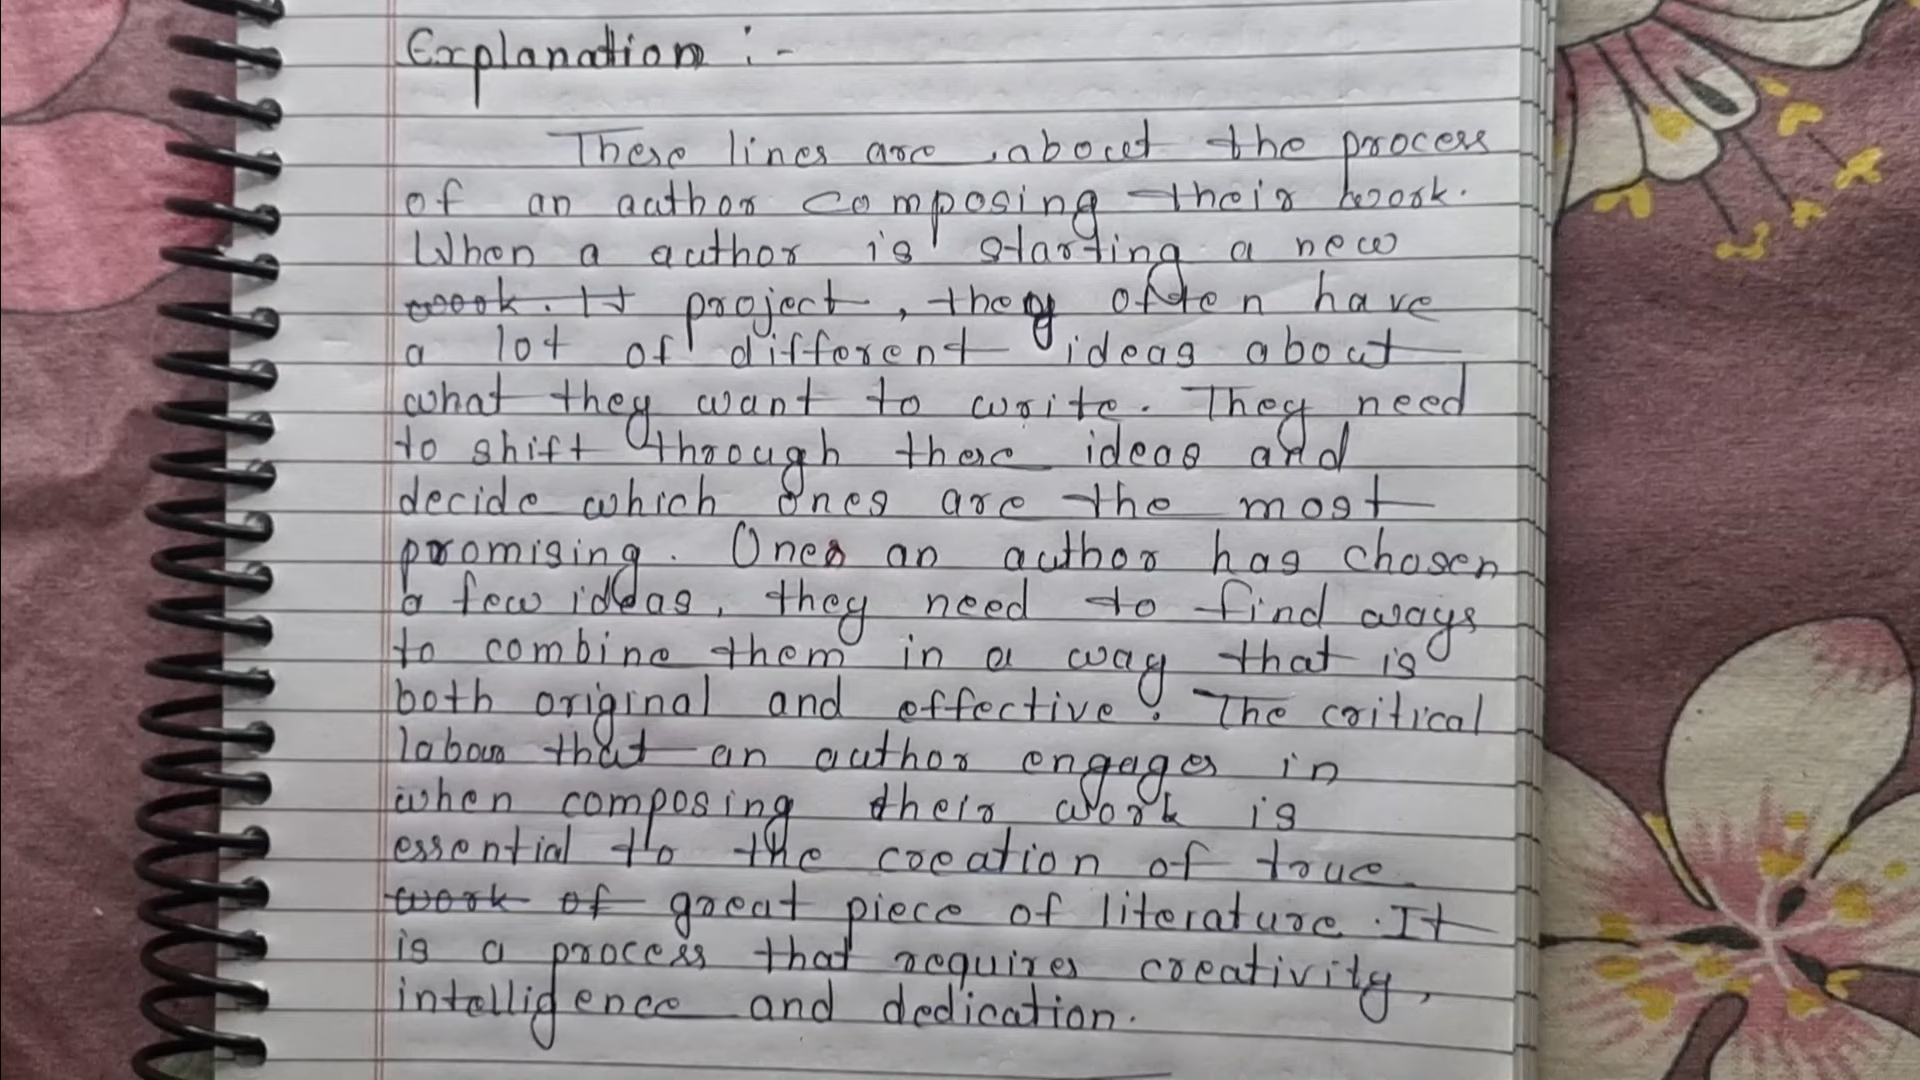 Explanation :-
These lines are about the process
of an author composing their work.
When a author is starting a new
work. It project, they often have
a lot of different ideas about
what they want to write. They need
to shift through these ideas and
decide which ones are the most
promising. Ones an author has chosen
a few ideas, they need to find ways
to combine them in a way that is
both original and effective. The critical
labour that an author engages in
when composing their work is
essential to the creation of true
work of great piece of literature. It
is a process that requires creativity,
intelligence and dedication.